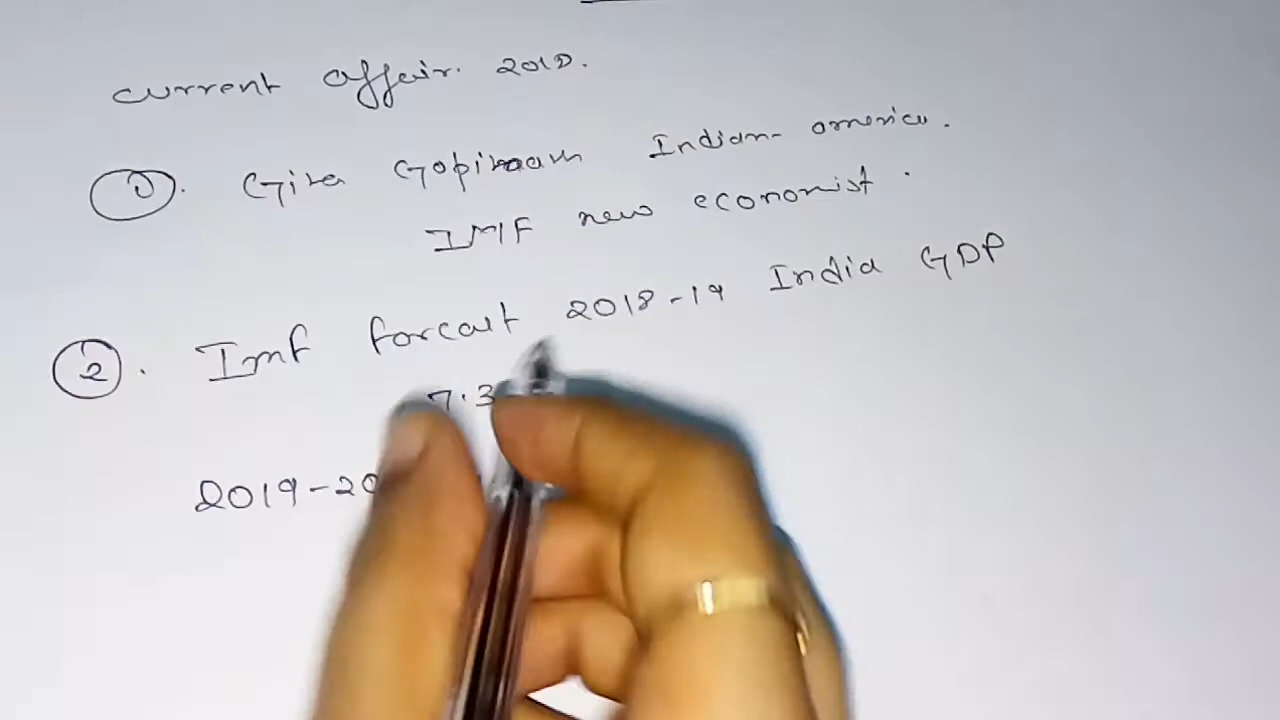 current affair. 2018.
1). Gita Gopinath Indian-america.
IMF new economist.
2. Imf forcast 2018-19 India GDP
7.3
2019-20